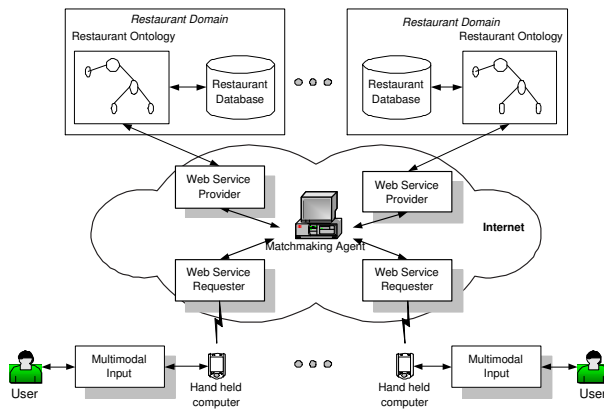 Restaurant Domain
Restaurant Domain
Restaurant Ontology
Restaurant Ontology
Restaurant
Database
Restaurant
Database
Web Service
Provider
Web Service
Provider
Internet
Matchmaking Agent
Web Service
Requester
Web Service
Requester
Multimodal
Input
Multimodal
Input
User
Hand held
computer
Hand held
computer
User